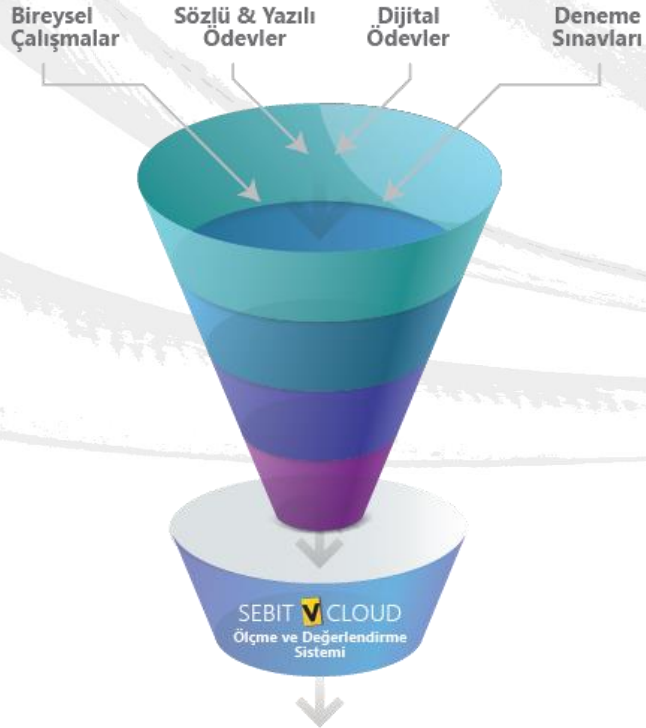 Bireysel
Çalışmalar
Sözlü & Yazılı
Ödevler
Dijital
Ödevler
Deneme
Sınavları
SEBIT V CLOUD
Ölçme ve Değerlendirme
Sistemi